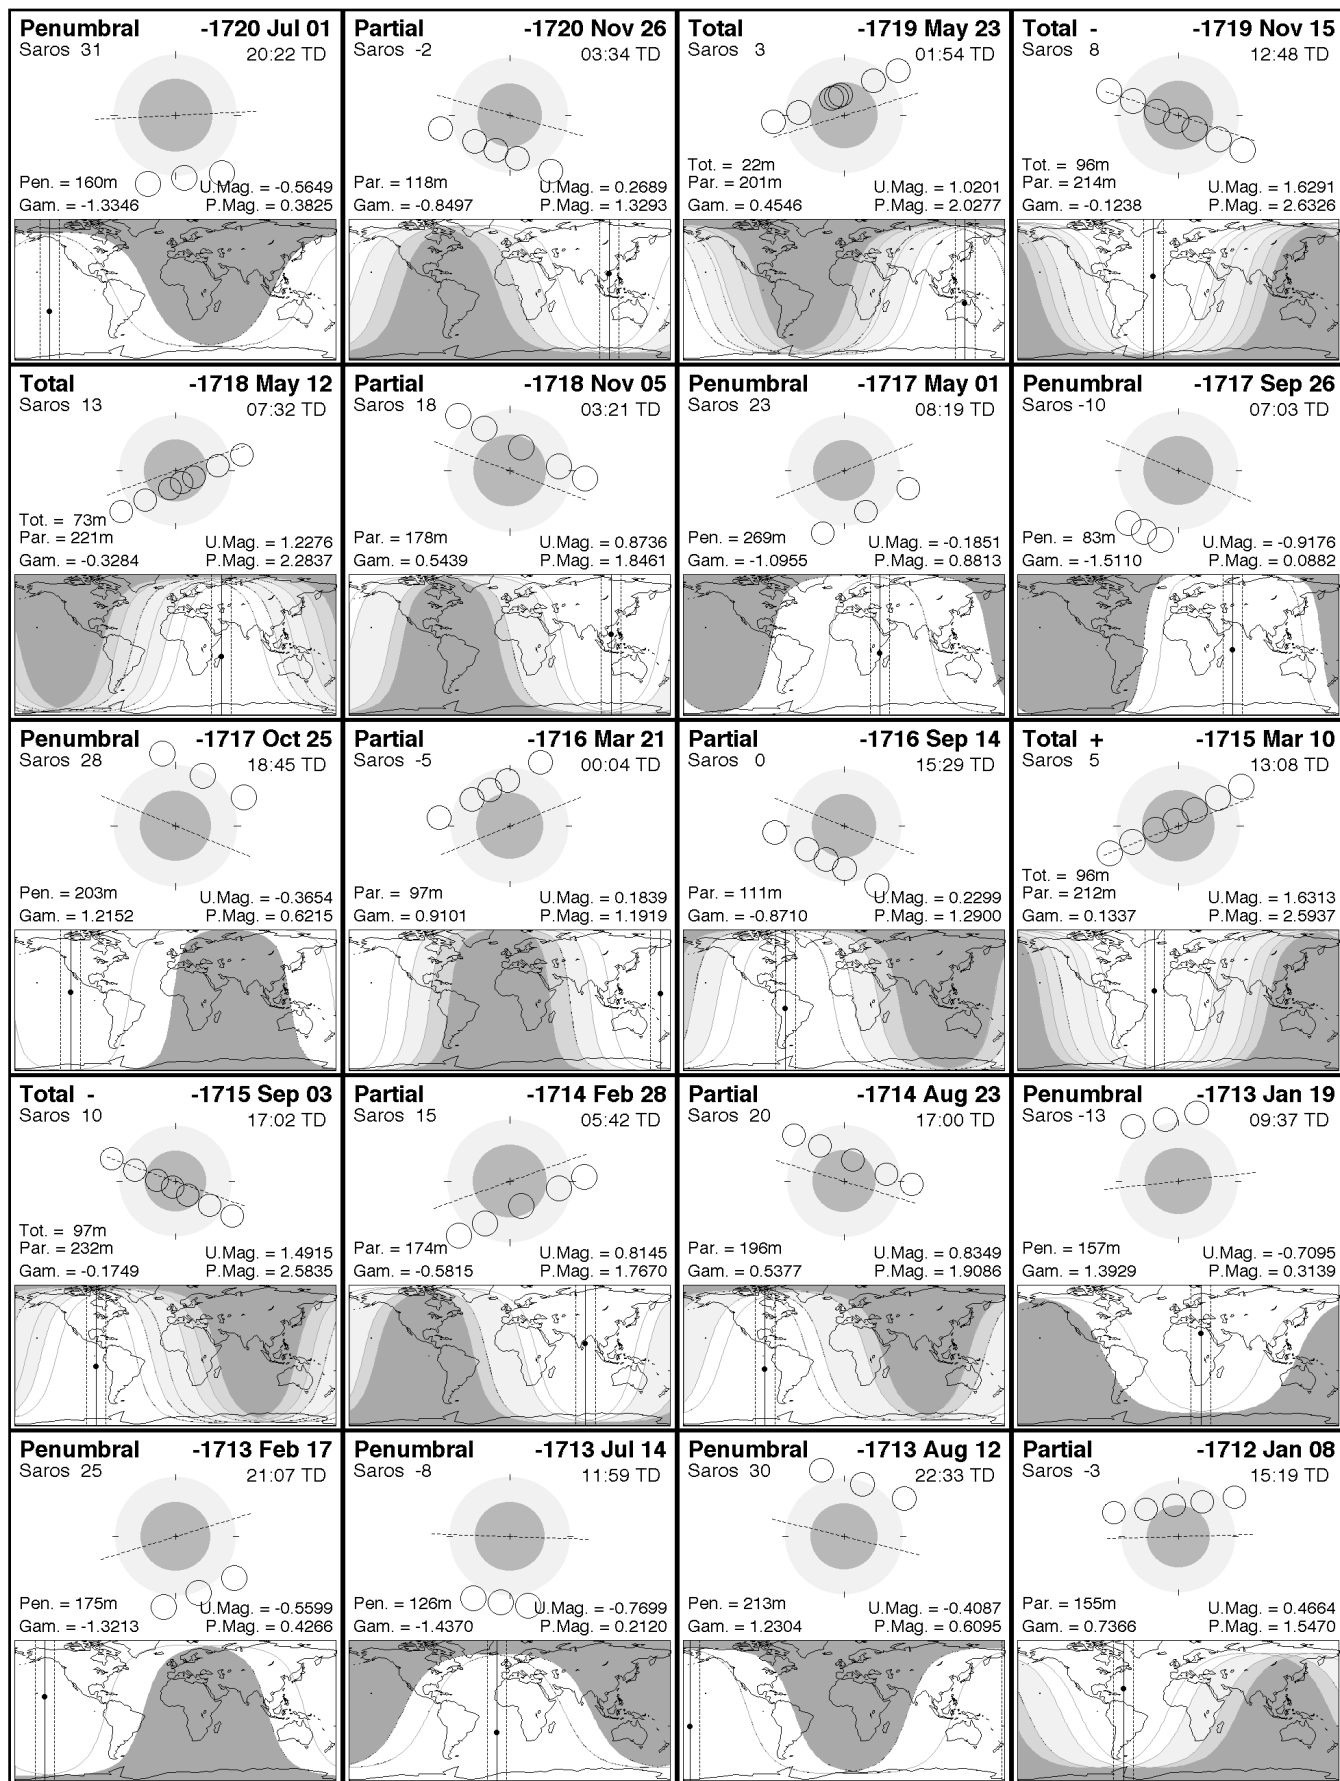 Penumbral -1720 Jul 01
Saros 31 20:22 TD
Pen. = 160m U.Mag. = -0.5649
Gam. = -1.3346 P.Mag. = 0.3825
Partial -1720 Nov 26
Saros -2 03:34 TD
Par. = 118m U.Mag. = 0.2689
Gam. = -0.8497 P.Mag. = 1.3293
Total -1719 May 23
Saros 3 01:54 TD
Tot. = 22m
Par. = 201m U.Mag. = 1.0201
Gam. = 0.4546 P.Mag. = 2.0277
Total - -1719 Nov 15
Saros 8 12:48 TD
Tot. = 96m
Par. = 214m U.Mag. = 1.6291
Gam. = -0.1238 P.Mag. = 2.6326
Total -1718 May 12
Saros 13 07:32 TD
Tot. = 73m
Par. = 221m U.Mag. = 1.2276
Gam. = -0.3284 P.Mag. = 2.2837
Partial -1718 Nov 05
Saros 18 03:21 TD
Par. = 178m U.Mag. = 0.8736
Gam. = 0.5439 P.Mag. = 1.8461
Penumbral -1717 May 01
Saros 23 08:19 TD
Pen. = 269m U.Mag. = -0.1851
Gam. = -1.0955 P.Mag. = 0.8813
Penumbral -1717 Sep 26
Saros -10 07:03 TD
Pen. = 83m U.Mag. = -0.9176
Gam. = -1.5110 P.Mag. = 0.0882
Penumbral -1717 Oct 25
Saros 28 18:45 TD
Pen. = 203m U.Mag. = -0.3654
Gam. = 1.2152 P.Mag. = 0.6215
Partial -1716 Mar 21
Saros -5 00:04 TD
Par. = 97m U.Mag. = 0.1839
Gam. = 0.9101 P.Mag. = 1.1919
Partial -1716 Sep 14
Saros 0 15:29 TD
Par. = 111m U.Mag. = 0.2299
Gam. = -0.8710 P.Mag. = 1.2900
Total + -1715 Mar 10
Saros 5 13:08 TD
Tot. = 96m
Par. = 212m U.Mag. = 1.6313
Gam. = 0.1337 P.Mag. = 2.5937
Total - -1715 Sep 03
Saros 10 17:02 TD
Tot. = 97m
Par. = 232m U.Mag. = 1.4915
Gam. = -0.1749 P.Mag. = 2.5835
Partial -1714 Feb 28
Saros 15 05:42 TD
Par. = 174m U.Mag. = 0.8145
Gam. = -0.5815 P.Mag. = 1.7670
Partial -1714 Aug 23
Saros 20 17:00 TD
Par. = 196m U.Mag. = 0.8349
Gam. = 0.5377 P.Mag. = 1.9086
Penumbral -1713 Jan 19
Saros -13 09:37 TD
Pen. = 157m U.Mag. = -0.7095
Gam. = 1.3929 P.Mag. = 0.3139
Penumbral -1713 Feb 17
Saros 25 21:07 TD
Pen. = 175m U.Mag. = -0.5599
Gam. = -1.3213 P.Mag. = 0.4266
Penumbral -1713 Jul 14
Saros -8 11:59 TD
Pen. = 126m U.Mag. = -0.7699
Gam. = -1.4370 P.Mag. = 0.2120
Penumbral -1713 Aug 12
Saros 30 22:33 TD
Pen. = 213m U.Mag. = -0.4087
Gam. = 1.2304 P.Mag. = 0.6095
Partial -1712 Jan 08
Saros -3 15:19 TD
Par. = 155m U.Mag. = 0.4664
Gam. = 0.7366 P.Mag. = 1.5470